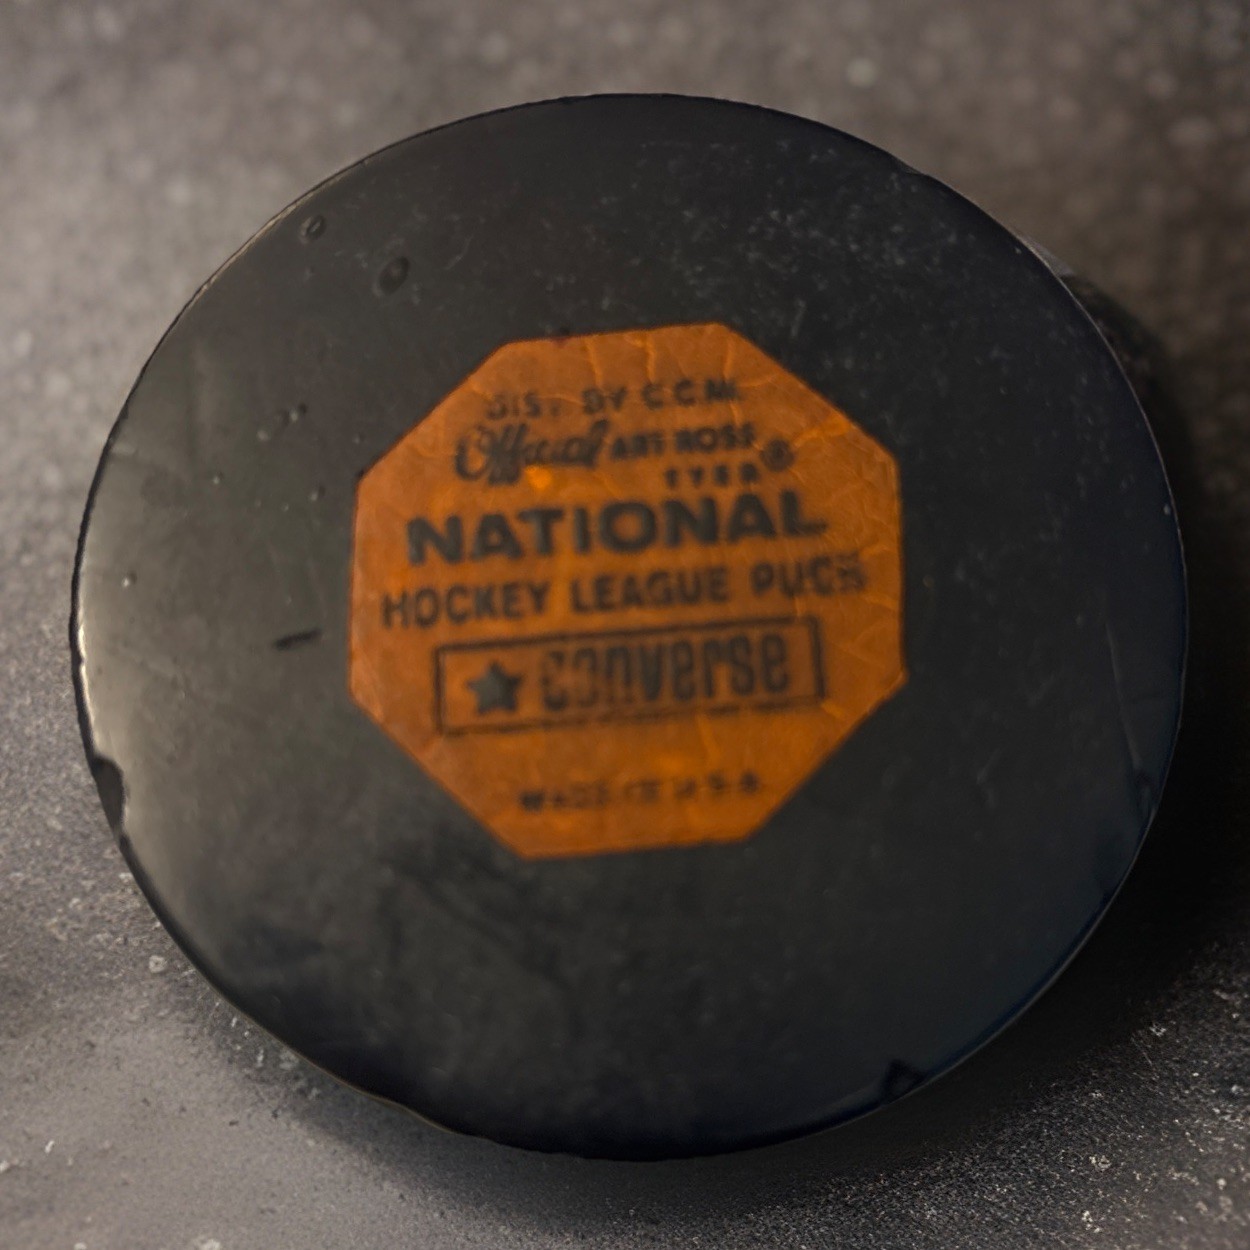 DIST. BY C.C.M.
Official ART ROSS
TYER®
NATIONAL
HOCKEY LEAGUE PUCK
★ converse
MADE IN U.S.A.